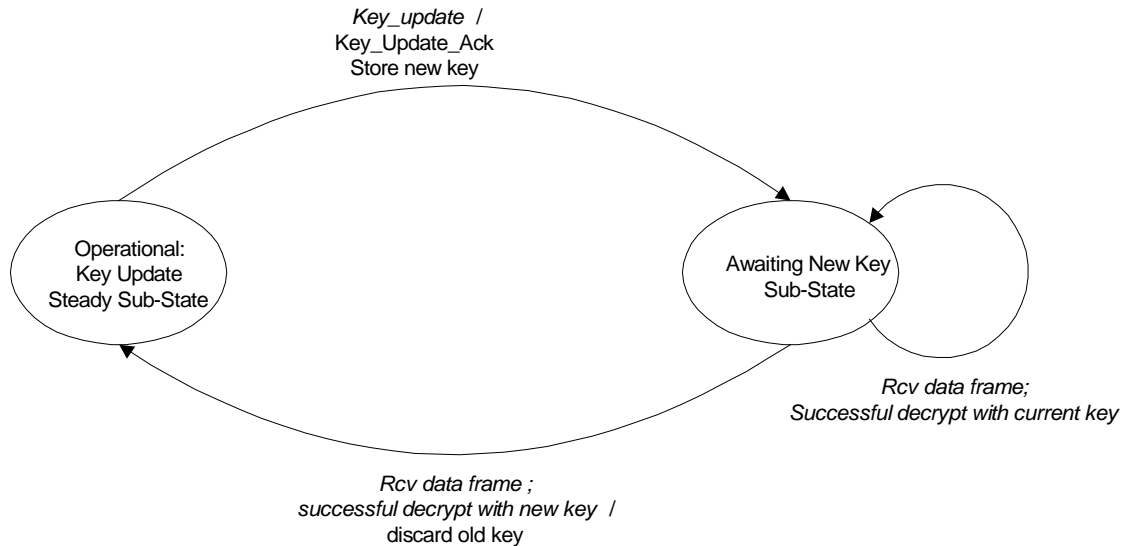 Key_update /
Key_Update_Ack
Store new key
Operational:
Key Update
Steady Sub-State
Awaiting New Key
Sub-State
Rcv data frame;
Successful decrypt with current key
Rcv data frame ;
successful decrypt with new key /
discard old key